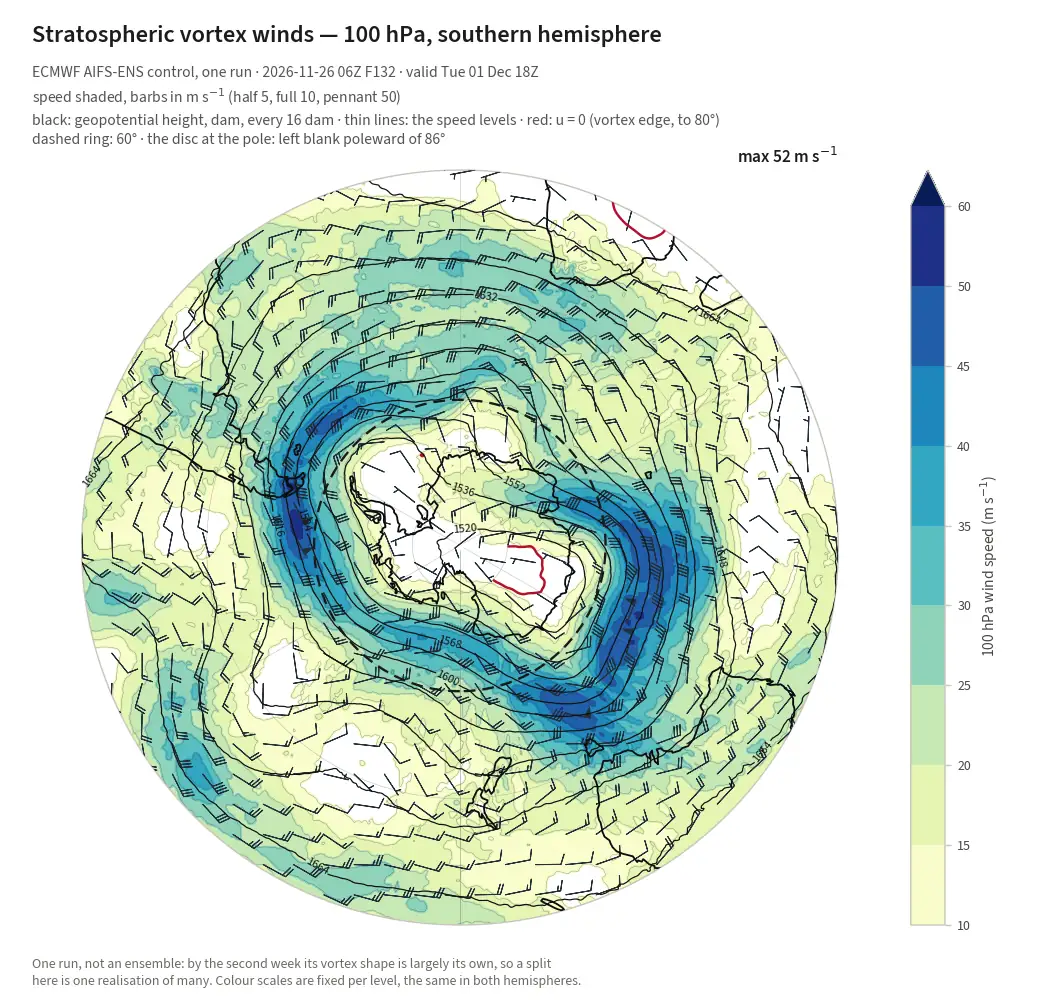 Stratospheric vortex winds — 100 hPa, southern hemisphere
ECMWF AIFS-ENS control, one run · 2026-11-26 06Z F132 · valid Tue 01 Dec 18Z
speed shaded, barbs in m s⁻¹ (half 5, full 10, pennant 50)
black: geopotential height, dam, every 16 dam · thin lines: the speed levels · red: u = 0 (vortex edge, to 80°)
dashed ring: 60° · the disc at the pole: left blank poleward of 86°
max 52 m s⁻¹
60
50
45
40
35
30
25
20
15
10
100 hPa wind speed (m s⁻¹)
1632
1664
1664
1536
1552
1520
1616
1648
1568
1600
1664
1664
One run, not an ensemble: by the second week its vortex shape is largely its own, so a split
here is one realisation of many. Colour scales are fixed per level, the same in both hemispheres.